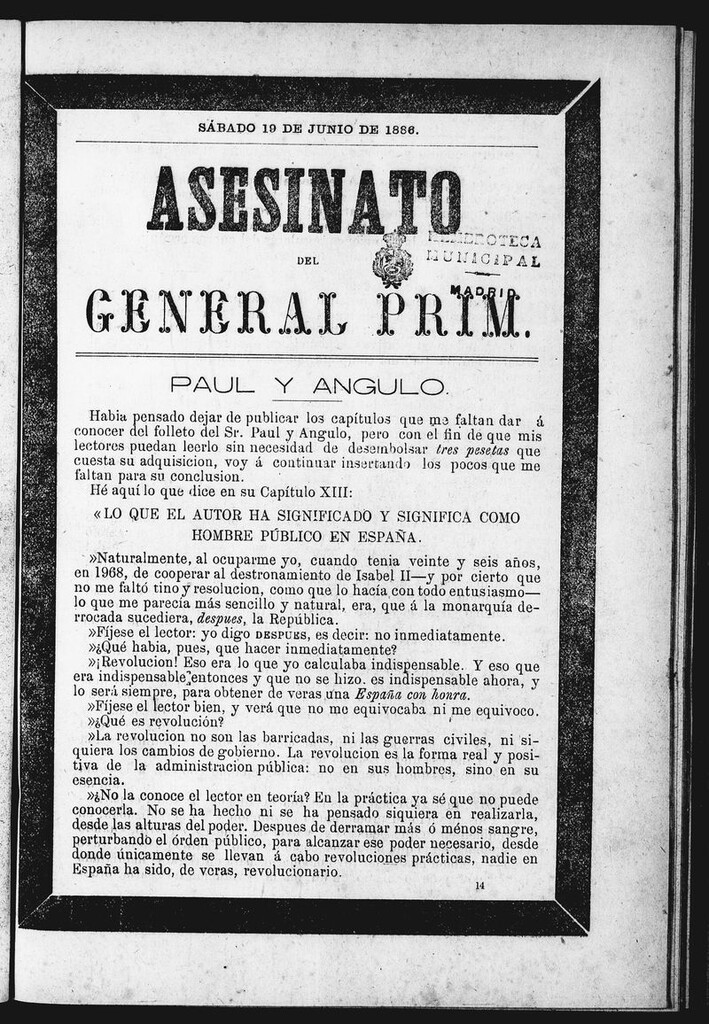 SÁBADO 19 DE JUNIO DE 1886.
ASESINATO
DEL
HEMEROTECA
MUNICIPAL
MADRID
GENERAL PRIM.
PAUL Y ANGULO.
Habia pensado dejar de publicar los capítulos que me faltan dar á
conocer del folleto del Sr. Paul y Angulo, pero con el fin de que mis
lectores puedan leerlo sin necesidad de desembolsar tres pesetas que
cuesta su adquisicion, voy á continuar insertando los pocos que me
faltan para su conclusion.
Hé aquí lo que dice en su Capítulo XIII:
«LO QUE EL AUTOR HA SIGNIFICADO Y SIGNIFICA COMO
HOMBRE PÚBLICO EN ESPAÑA.
»Naturalmente, al ocuparme yo, cuando tenia veinte y seis años,
en 1968, de cooperar al destronamiento de Isabel II—y por cierto que
no me faltó tino y resolucion, como que lo hacía con todo entusiasmo—
lo que me parecía más sencillo y natural, era, que á la monarquía de-
rrocada sucediera, despues, la República.
»Fíjese el lector: yo digo DESPUES, es decir: no inmediatamente.
»¿Qué habia, pues, que hacer inmediatamente?
»¡Revolucion! Eso era lo que yo calculaba indispensable. Y eso que
era indispensable entonces y que no se hizo. es indispensable ahora, y
lo será siempre, para obtener de veras una España con honra.
»Fíjese el lector bien, y verá que no me equivocaba ni me equivoco.
»¿Qué es revolución?
»La revolucion no son las barricadas, ni las guerras civiles, ni si-
quiera los cambios de gobierno. La revolucion es la forma real y posi-
tiva de la administracion pública: no en sus hombres, sino en su
esencia.
»¿No la conoce el lector en teoría? En la práctica ya sé que no puede
conocerla. No se ha hecho ni se ha pensado siquiera en realizarla,
desde las alturas del poder. Despues de derramar más ó ménos sangre,
perturbando el órden público, para alcanzar ese poder necesario, desde
donde únicamente se llevan á cabo revoluciones prácticas, nadie en
España ha sido, de veras, revolucionario.
14